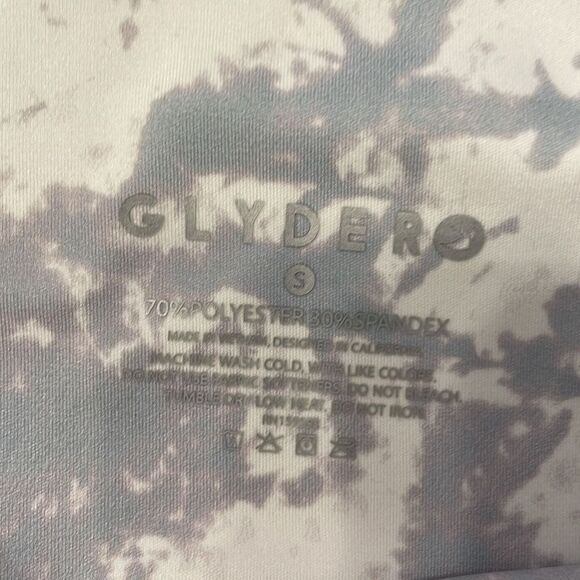 GLYDER
S
70%POLYESTER 30%SPANDEX
MADE IN VIETNAM, DESIGNED IN CALIFORNIA.
MACHINE WASH COLD, WITH LIKE COLORS.
DO NOT USE FABRIC SOFTNERS. DO NOT BLEACH.
TUMBLE DRY LOW HEAT, DO NOT IRON.